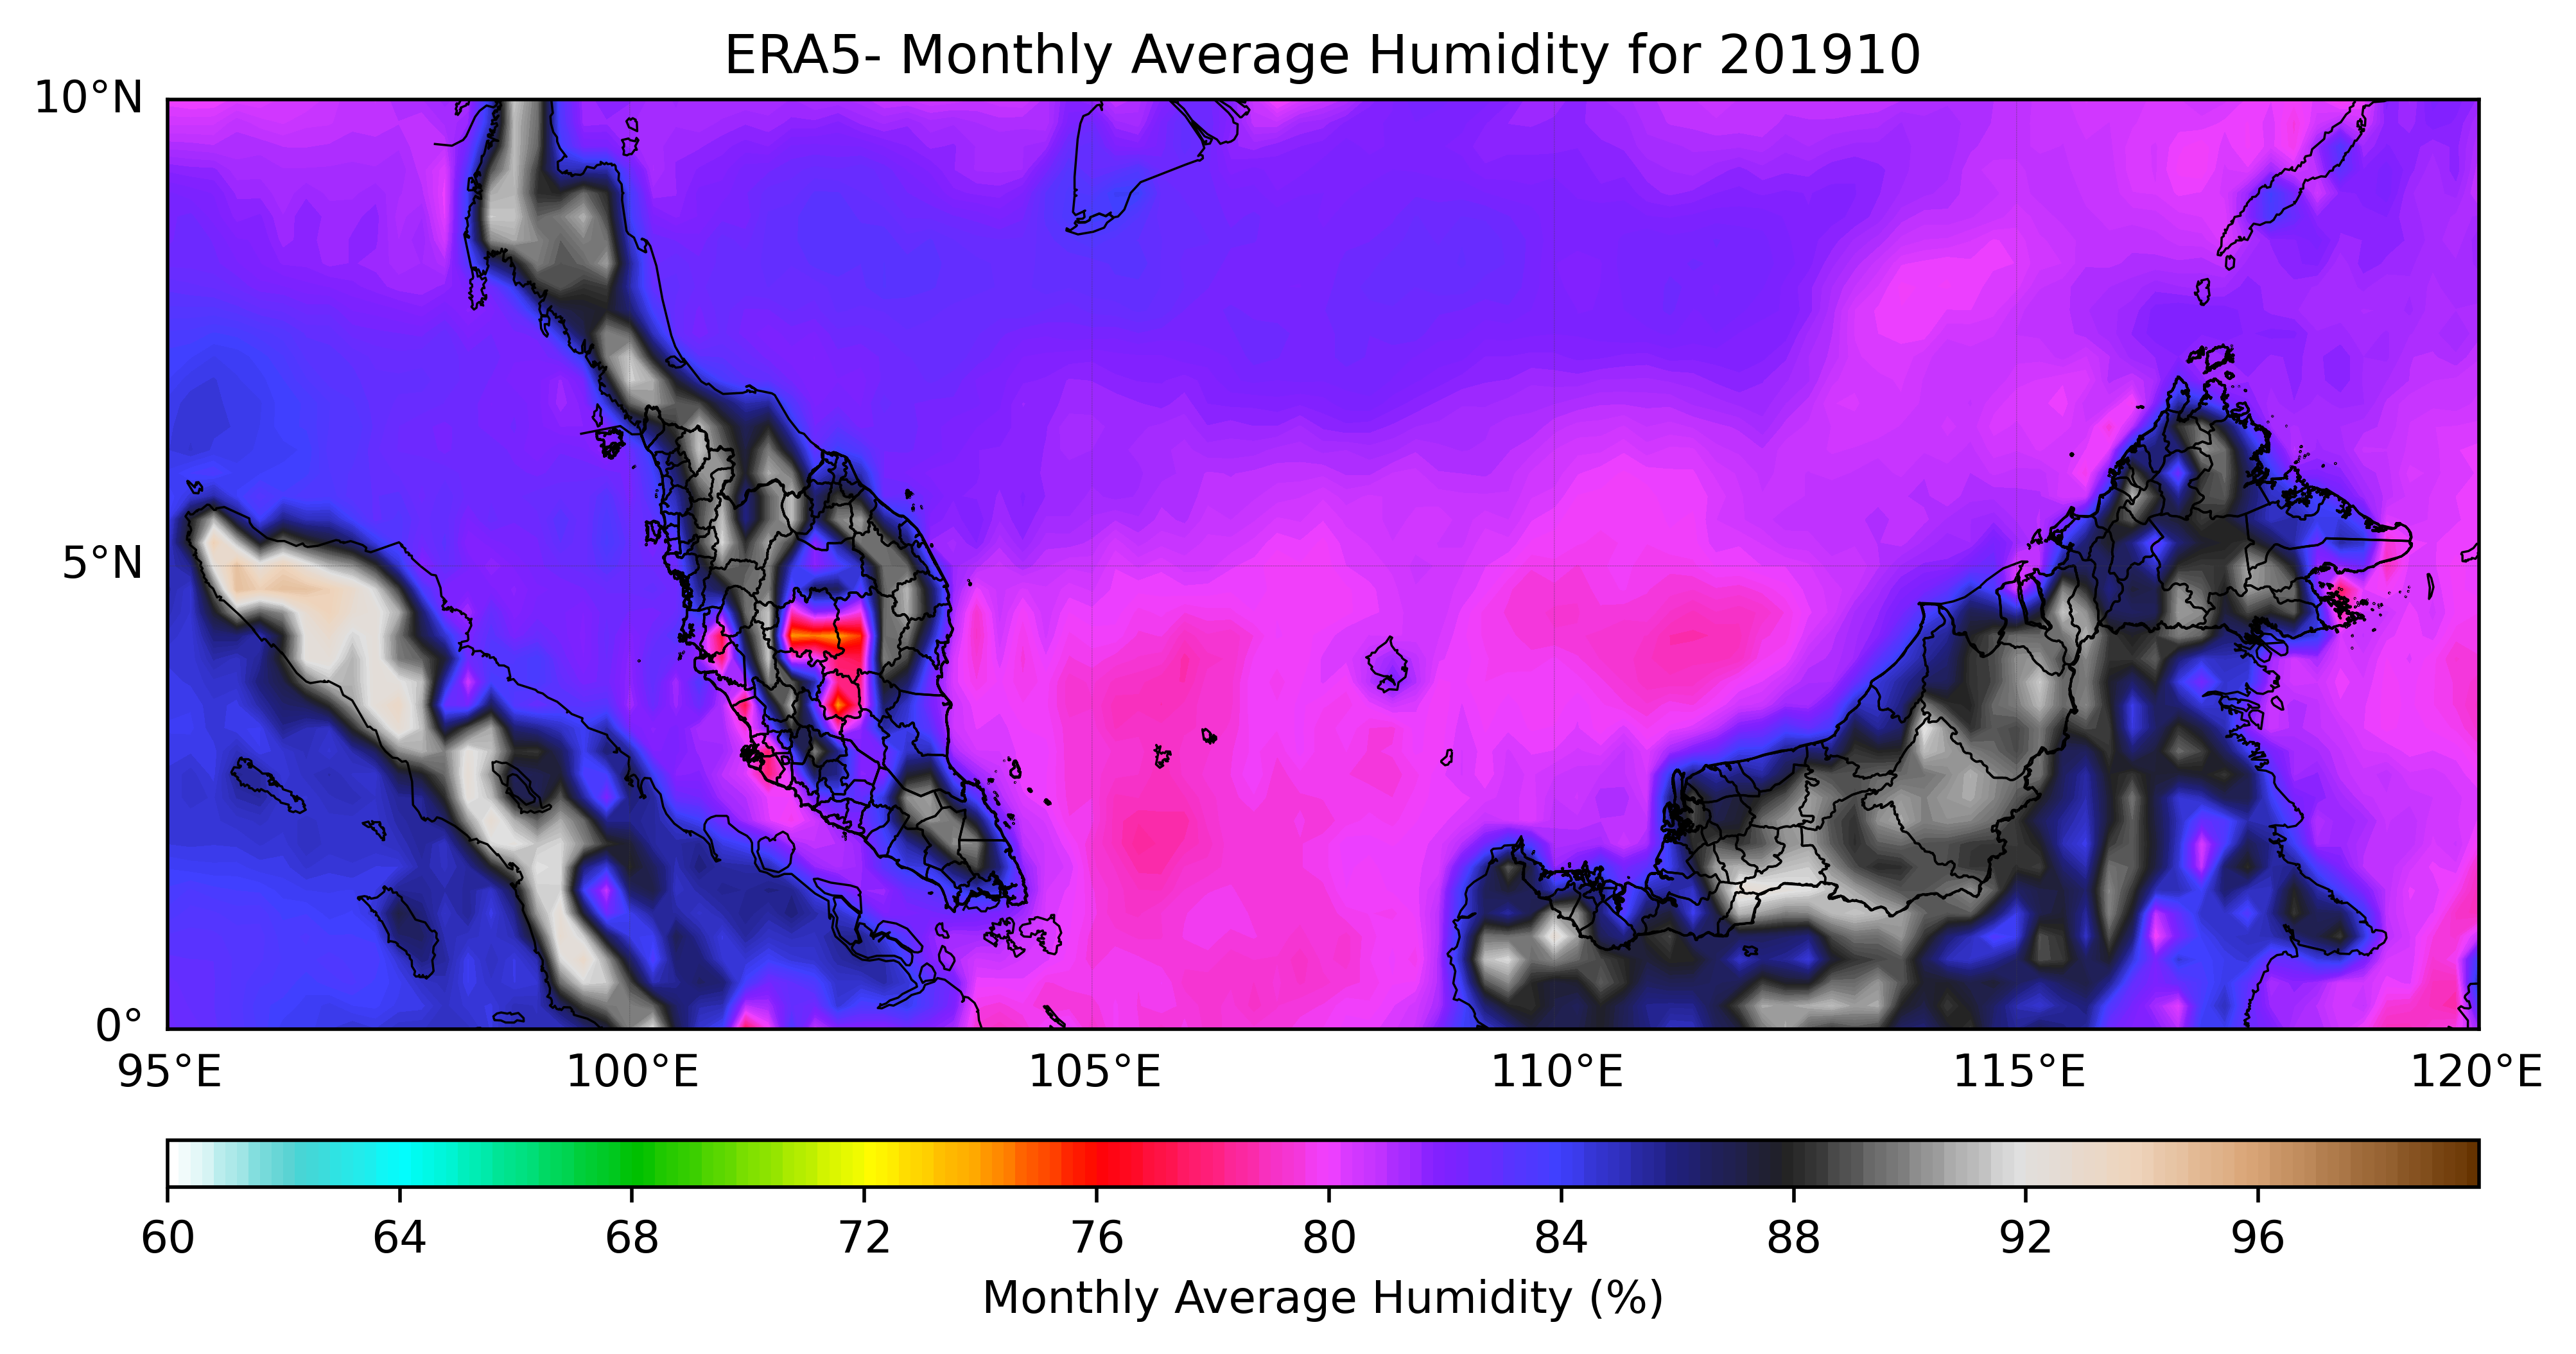 ERA5- Monthly Average Humidity for 201910
10°N
5°N
0°
95°E 100°E 105°E 110°E 115°E 120°E
60 64 68 72 76 80 84 88 92 96
Monthly Average Humidity (%)